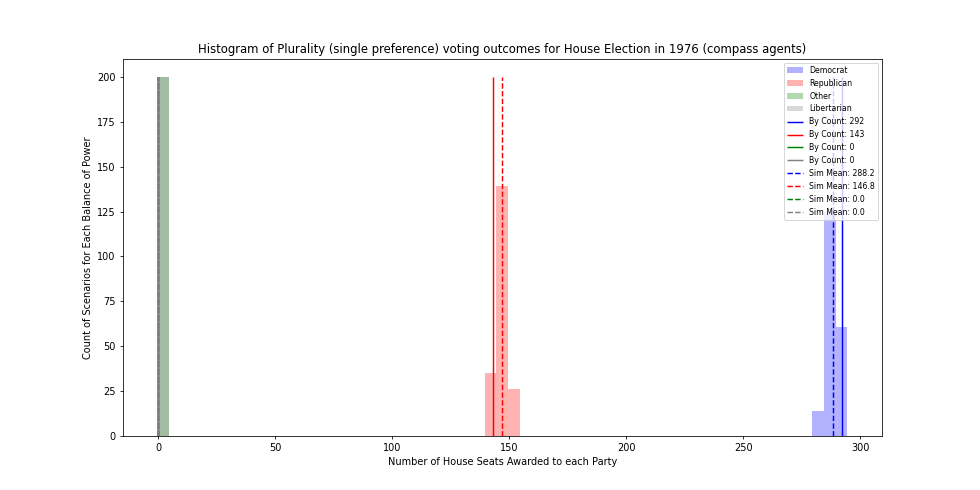 Histogram of Plurality (single preference) voting outcomes for House Election in 1976 (compass agents)
Count of Scenarios for Each Balance of Power
200
175
150
125
100
75
50
25
0
Democrat
Republican
Other
Libertarian
By Count: 292
By Count: 143
By Count: 0
By Count: 0
Sim Mean: 288.2
Sim Mean: 146.8
Sim Mean: 0.0
Sim Mean: 0.0
0 50 100 150 200 250 300
Number of House Seats Awarded to each Party